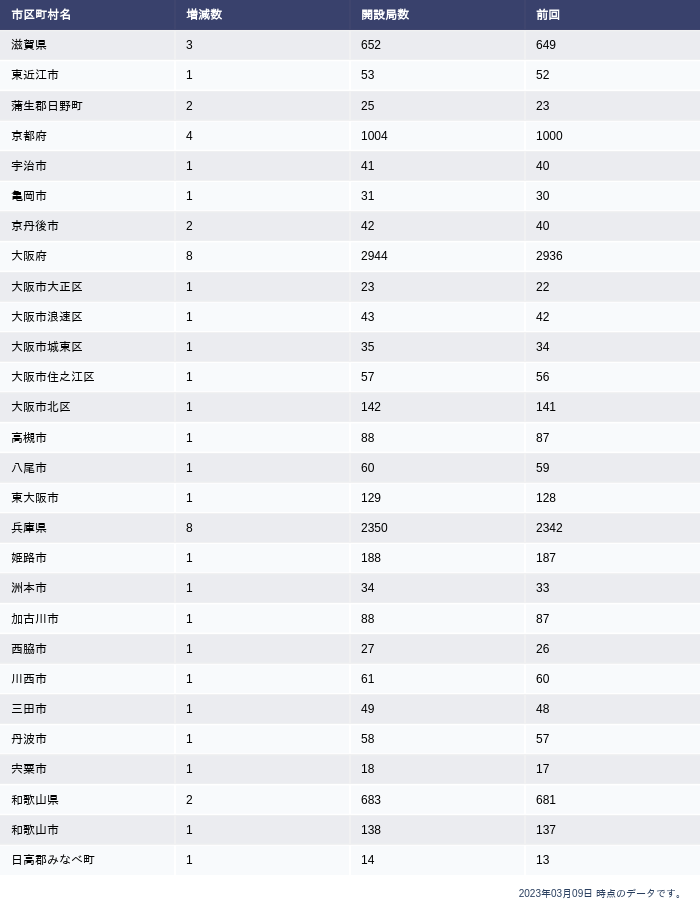 市区町村名 増減数 開設局数 前回
滋賀県 3 652 649
東近江市 1 53 52
蒲生郡日野町 2 25 23
京都府 4 1004 1000
宇治市 1 41 40
亀岡市 1 31 30
京丹後市 2 42 40
大阪府 8 2944 2936
大阪市大正区 1 23 22
大阪市浪速区 1 43 42
大阪市城東区 1 35 34
大阪市住之江区 1 57 56
大阪市北区 1 142 141
高槻市 1 88 87
八尾市 1 60 59
東大阪市 1 129 128
兵庫県 8 2350 2342
姫路市 1 188 187
洲本市 1 34 33
加古川市 1 88 87
西脇市 1 27 26
川西市 1 61 60
三田市 1 49 48
丹波市 1 58 57
宍粟市 1 18 17
和歌山県 2 683 681
和歌山市 1 138 137
日高郡みなべ町 1 14 13
2023年03月09日 時点のデータです。